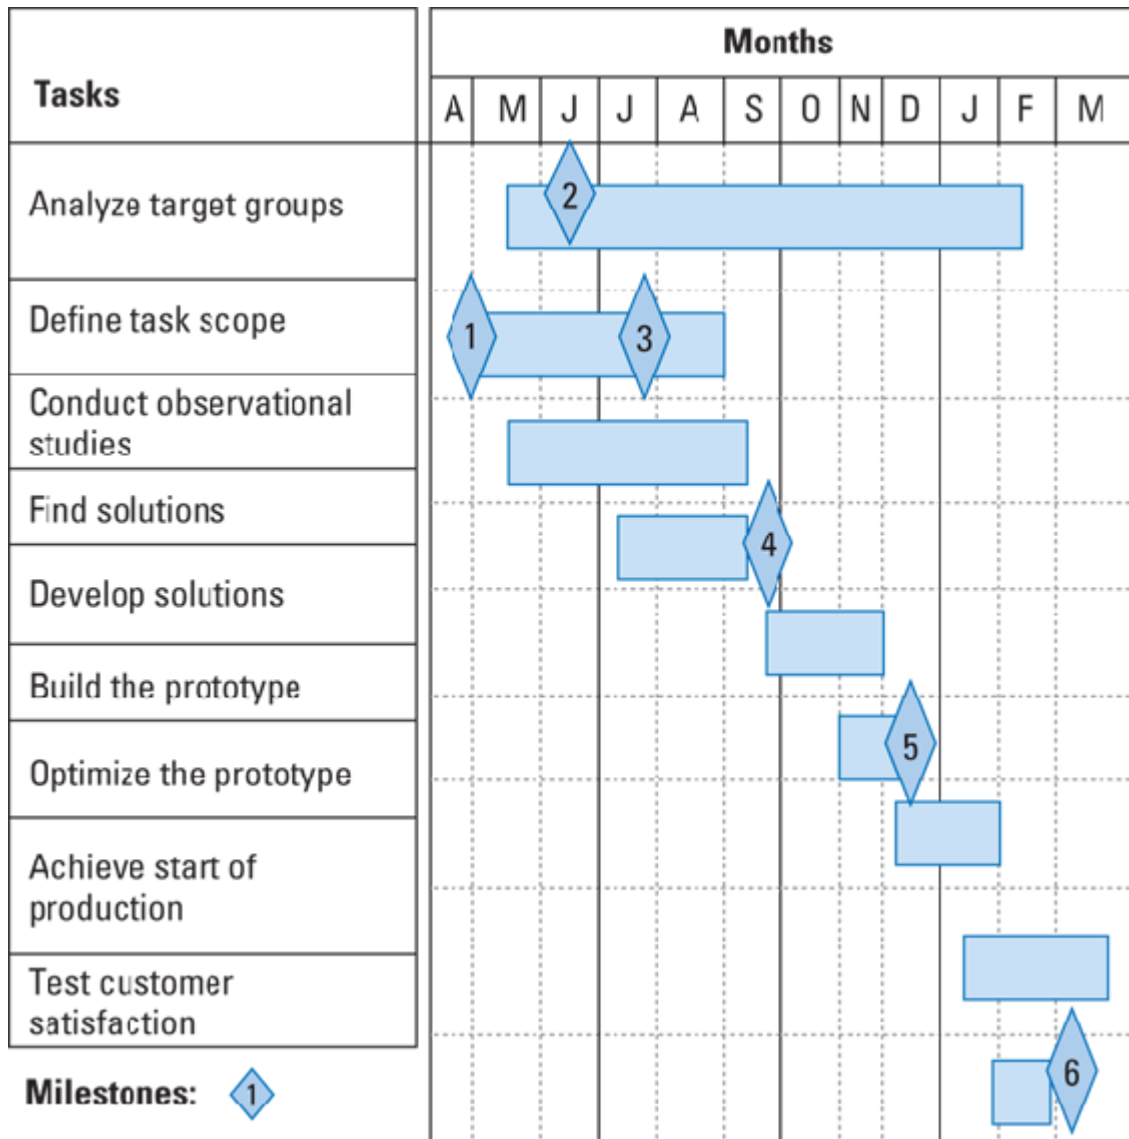 Months
Tasks
A M J J A S O N D J F M
Analyze target groups
2
Define task scope
1 3
Conduct observational
studies
Find solutions
4
Develop solutions
Build the prototype
5
Optimize the prototype
Achieve start of
production
Test customer
satisfaction
6
Milestones: 1